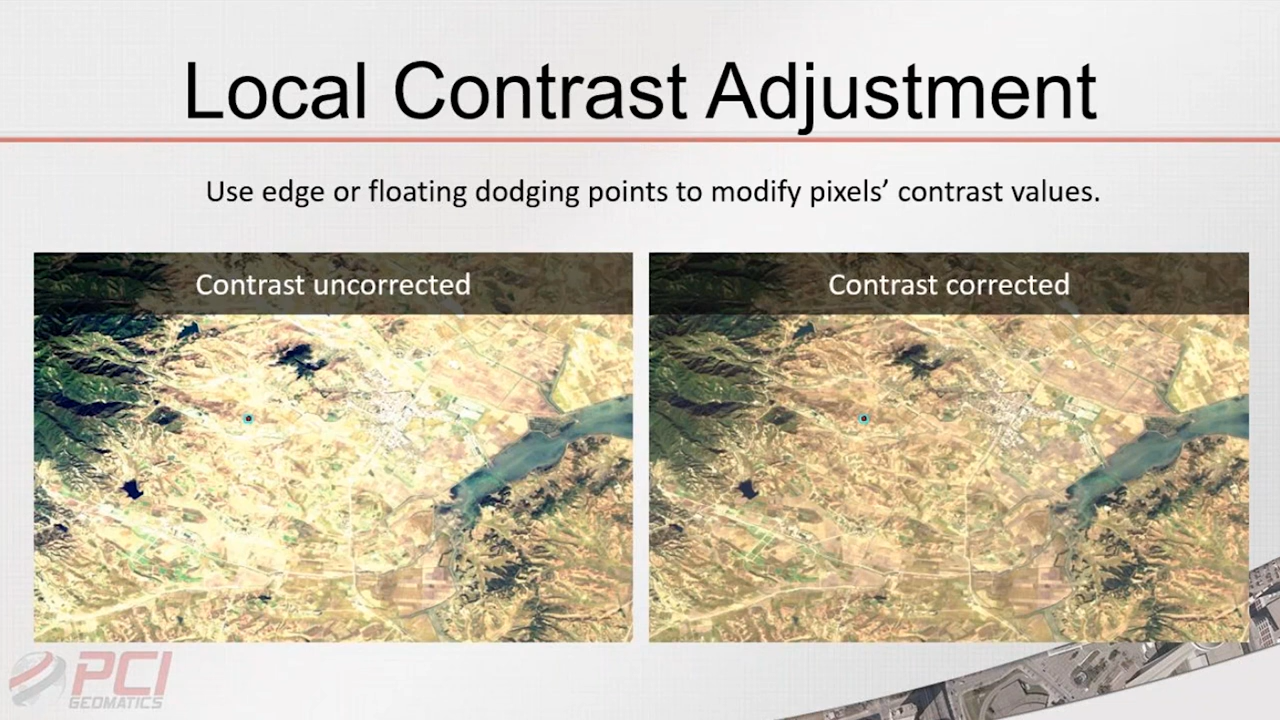 Local Contrast Adjustment
Use edge or floating dodging points to modify pixels’ contrast values.
Contrast uncorrected
Contrast corrected
PCI
GEOMATICS